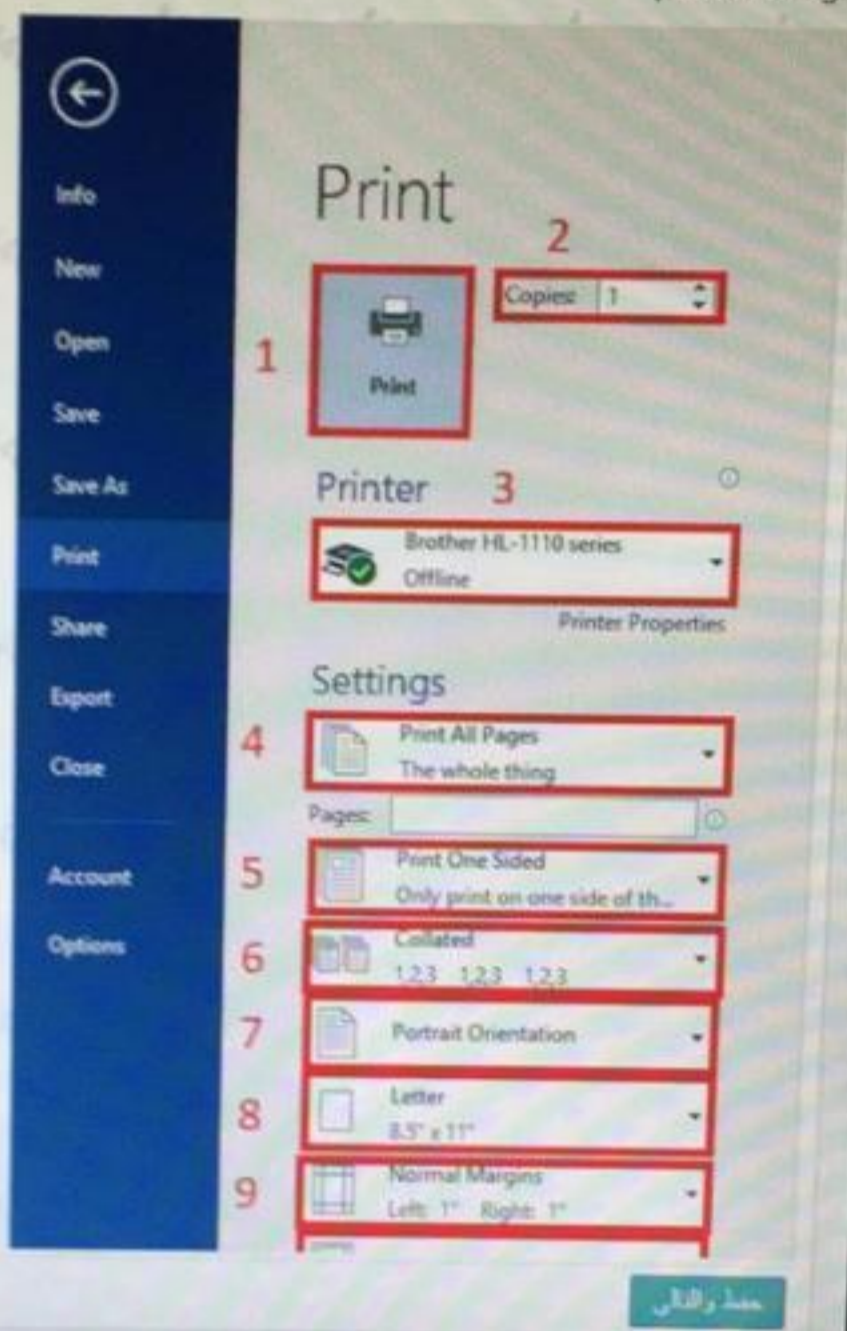 Info
New
Open
Save
Save As
Print
Share
Export
Close
Account
Options
Print
2
Copies: 1
1
Print
Printer 3
Brother HL-1110 series
Offline
Printer Properties
Settings
4
Print All Pages
The whole thing
Pages:
5
Print One Sided
Only print on one side of th...
6
Collated
1,2,3 1,2,3 1,2,3
7
Portrait Orientation
8
Letter
8.5" x 11"
9
Normal Margins
Left: 1" Right: 1"
حفظ والتالي